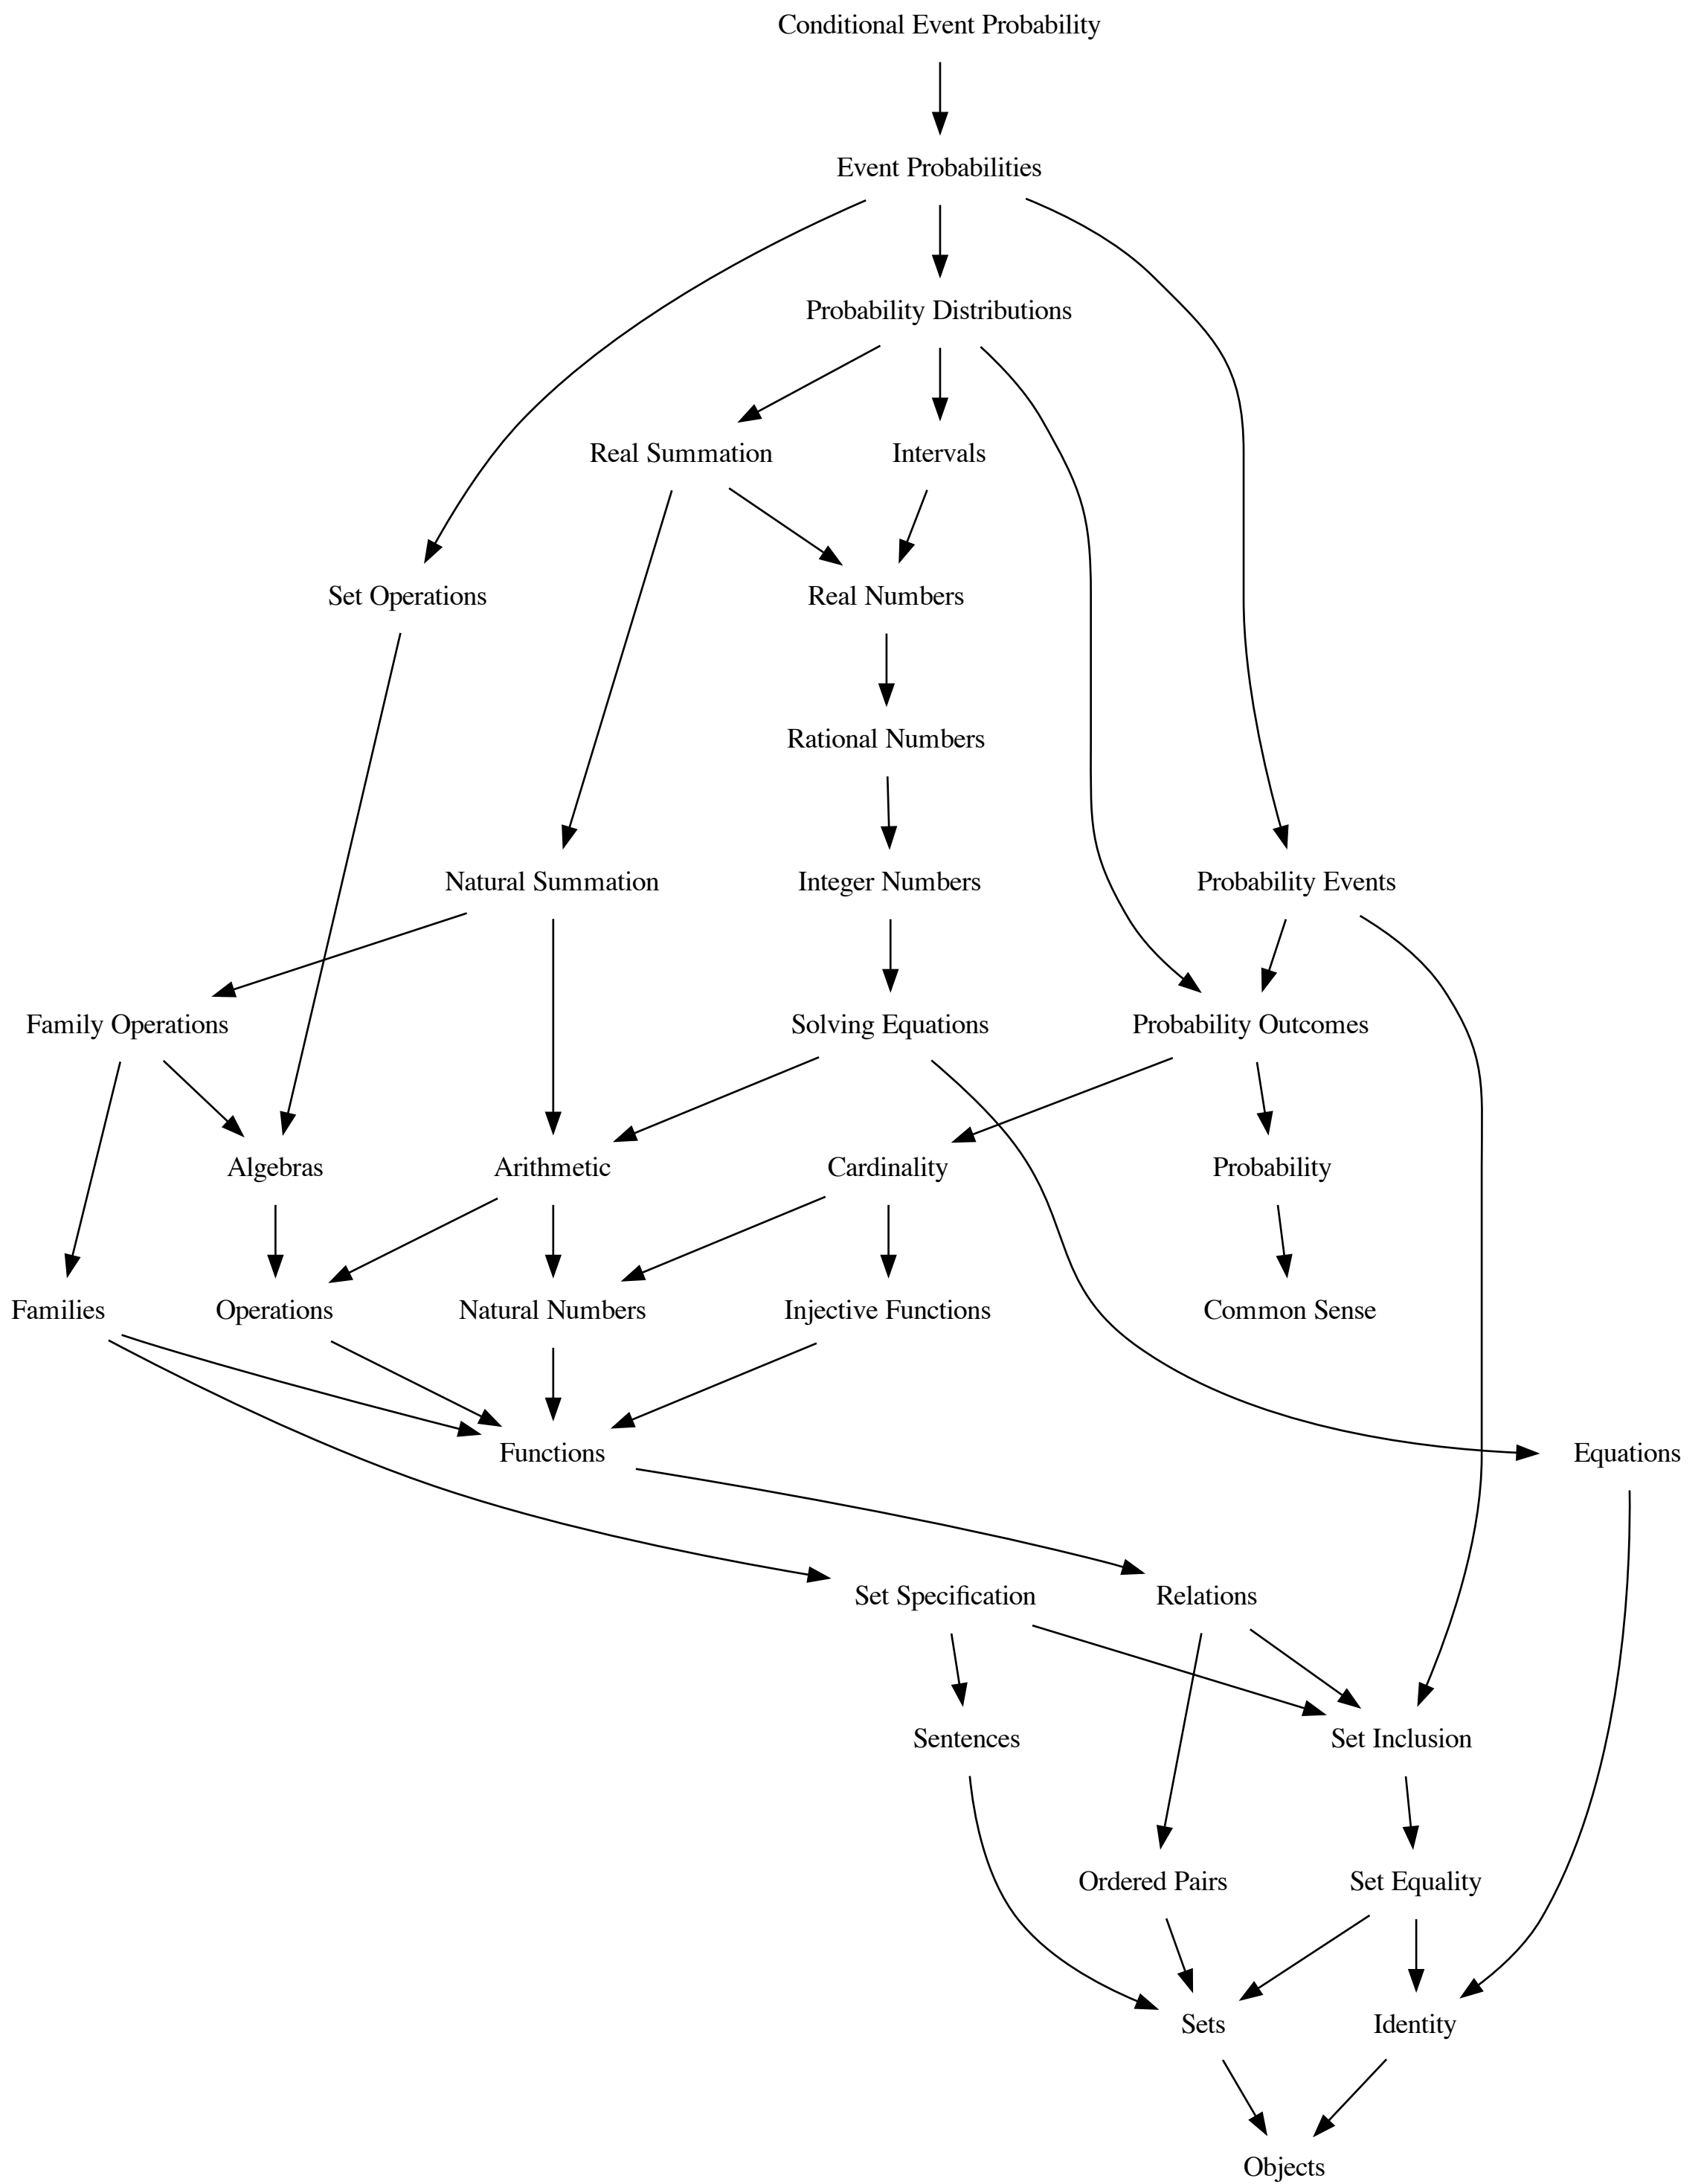 Conditional Event Probability
Event Probabilities
Probability Distributions
Real Summation
Intervals
Set Operations
Real Numbers
Rational Numbers
Natural Summation
Integer Numbers
Probability Events
Family Operations
Solving Equations
Probability Outcomes
Algebras
Arithmetic
Cardinality
Probability
Families
Operations
Natural Numbers
Injective Functions
Common Sense
Functions
Equations
Set Specification
Relations
Sentences
Set Inclusion
Ordered Pairs
Set Equality
Sets
Identity
Objects